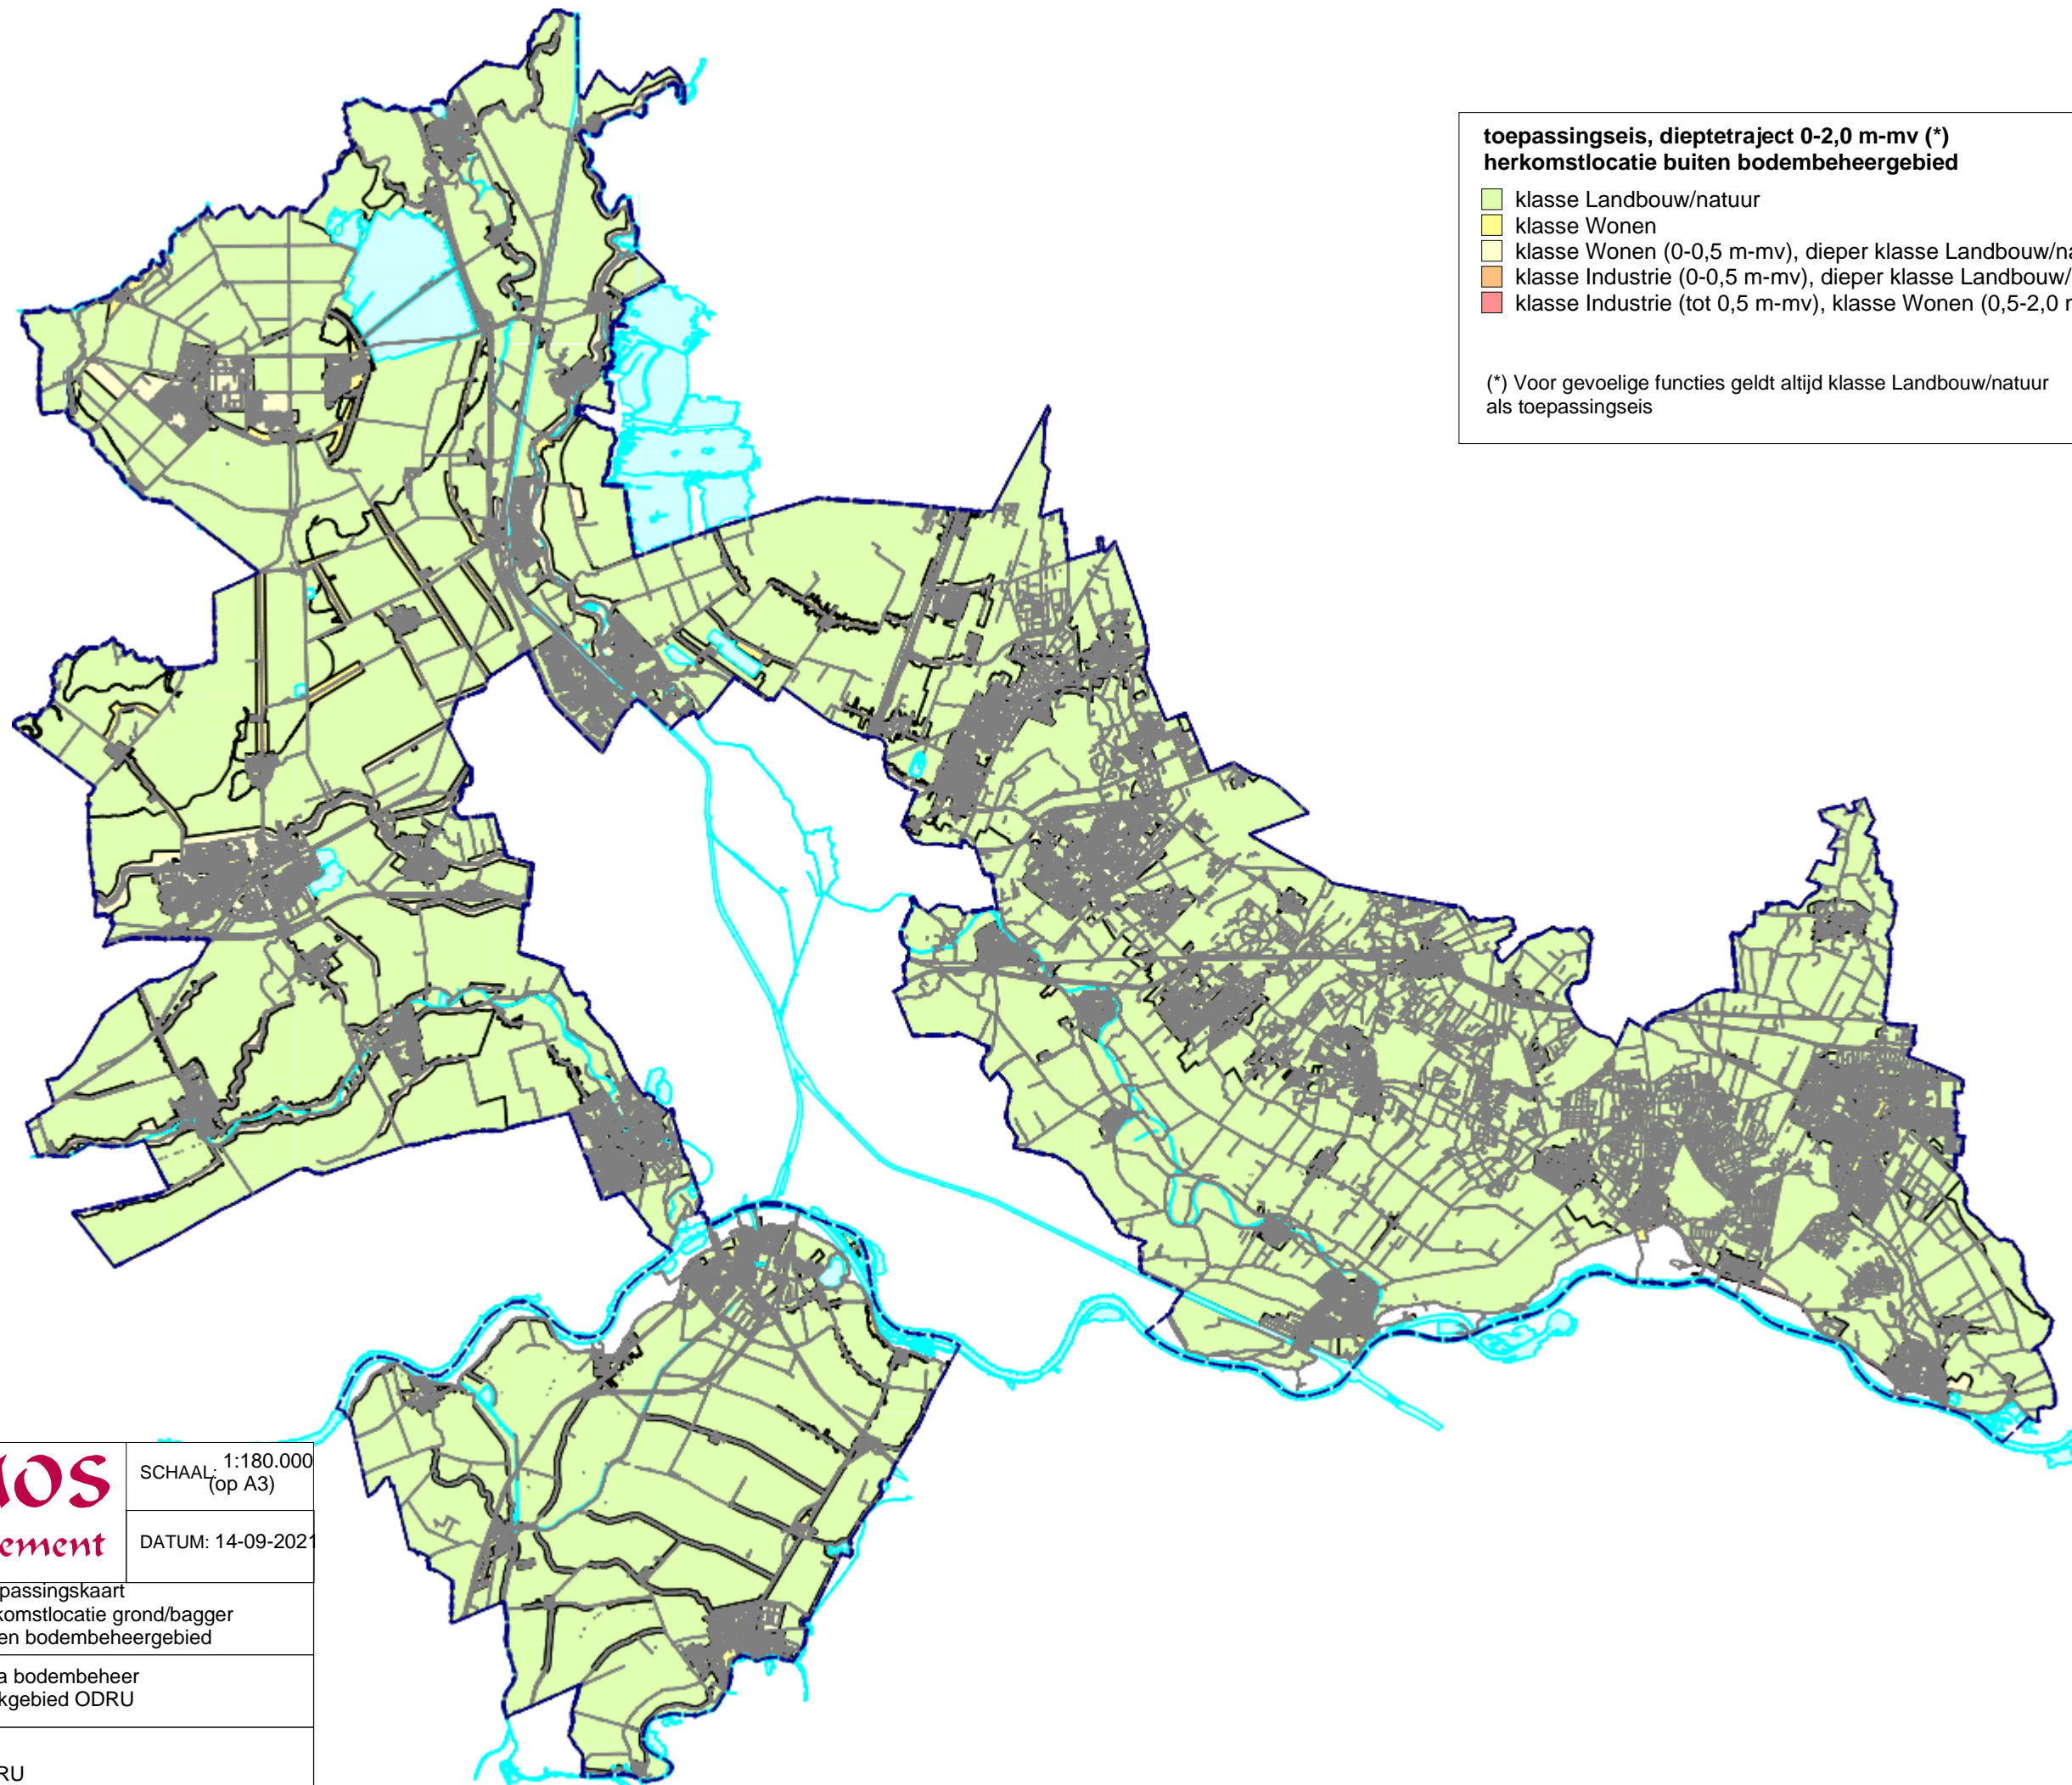 toepassingseis, dieptetraject 0-2,0 m-mv (*)
herkomstlocatie buiten bodembeheergebied
klasse Landbouw/natuur
klasse Wonen
klasse Wonen (0-0,5 m-mv), dieper klasse Landbouw/na
klasse Industrie (0-0,5 m-mv), dieper klasse Landbouw/
klasse Industrie (tot 0,5 m-mv), klasse Wonen (0,5-2,0 m
(*) Voor gevoelige functies geldt altijd klasse Landbouw/natuur
als toepassingseis
SCHAAL: 1:180.000
(op A3)
ement
DATUM: 14-09-2021
passingskaart
komstlocatie grond/bagger
en bodembeheergebied
a bodembeheer
kgebied ODRU
RU